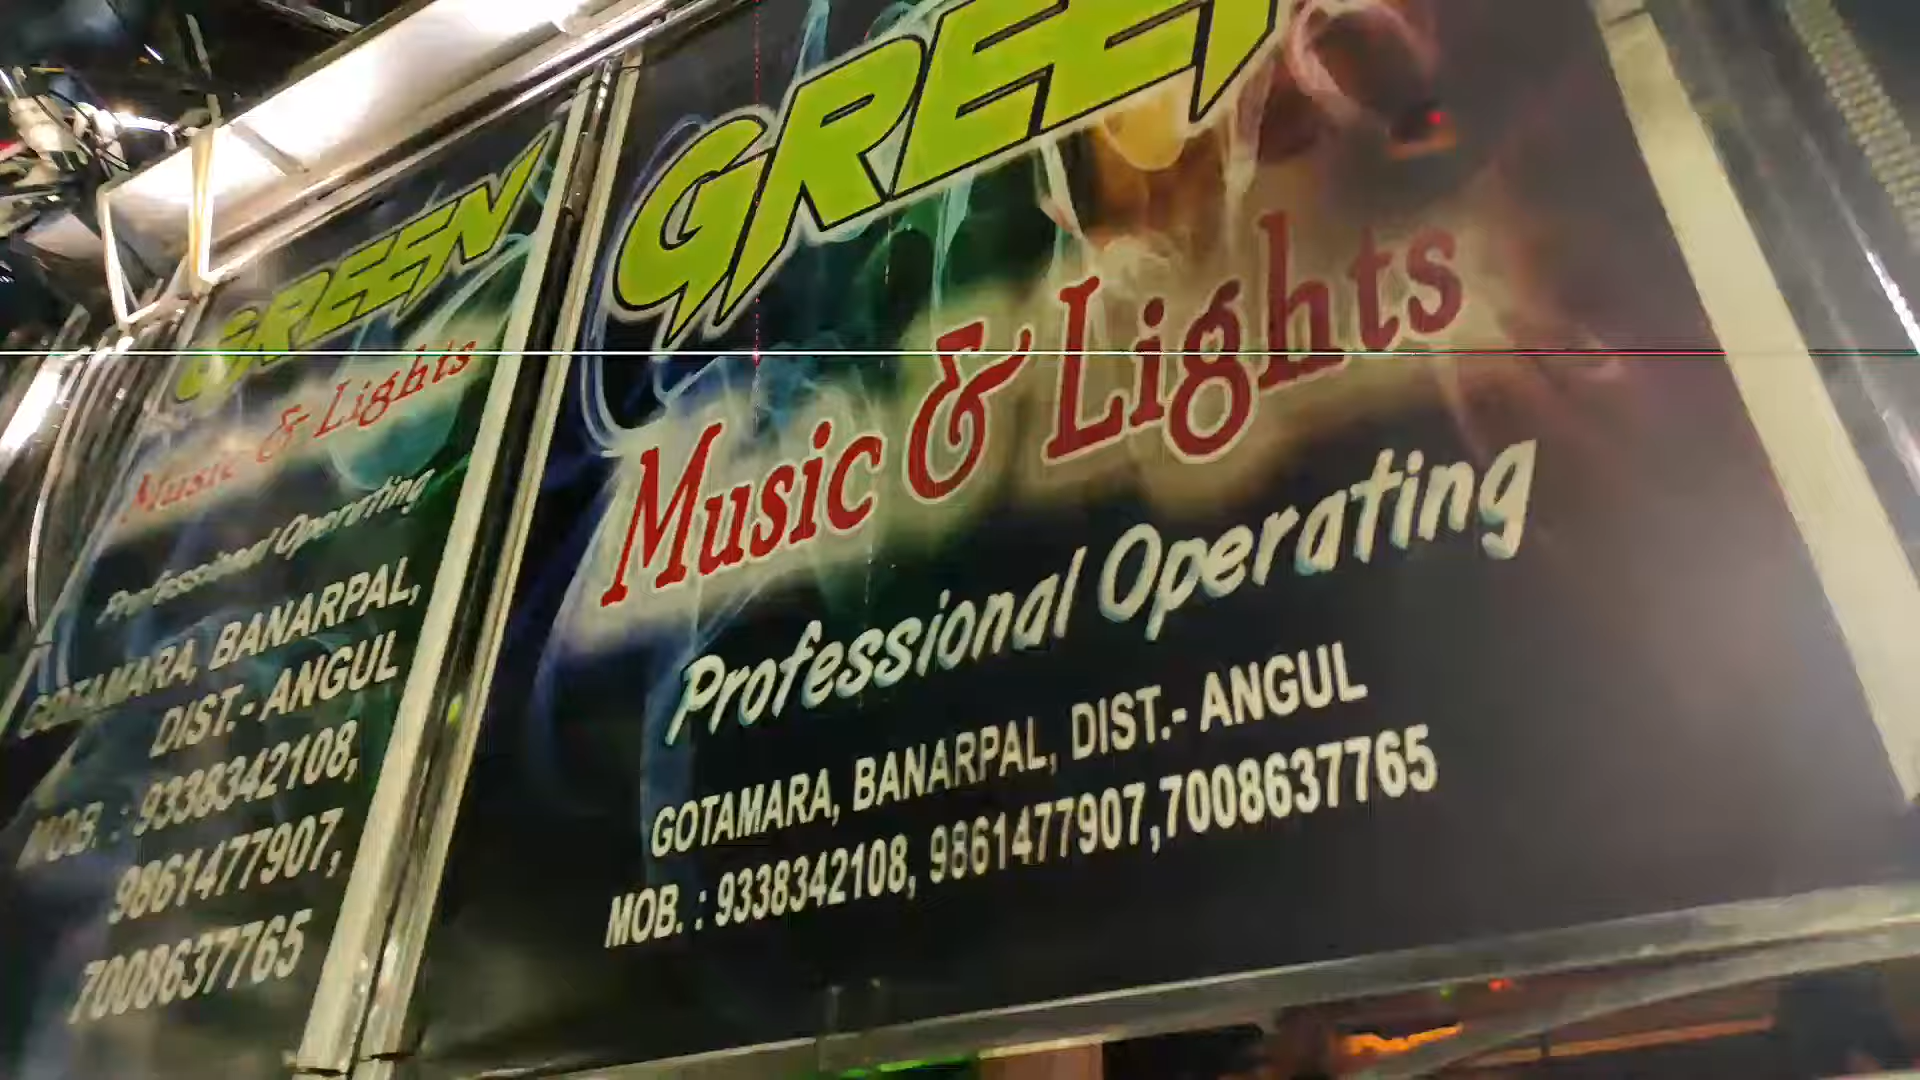 GREEN
Music & Lights
Professional Operating
GOTAMARA, BANARPAL,
DIST.- ANGUL
MOB. : 9338342108,
9861477907,
7008637765
GREEN
Music & Lights
Professional Operating
GOTAMARA, BANARPAL, DIST.- ANGUL
MOB. : 9338342108, 9861477907,7008637765